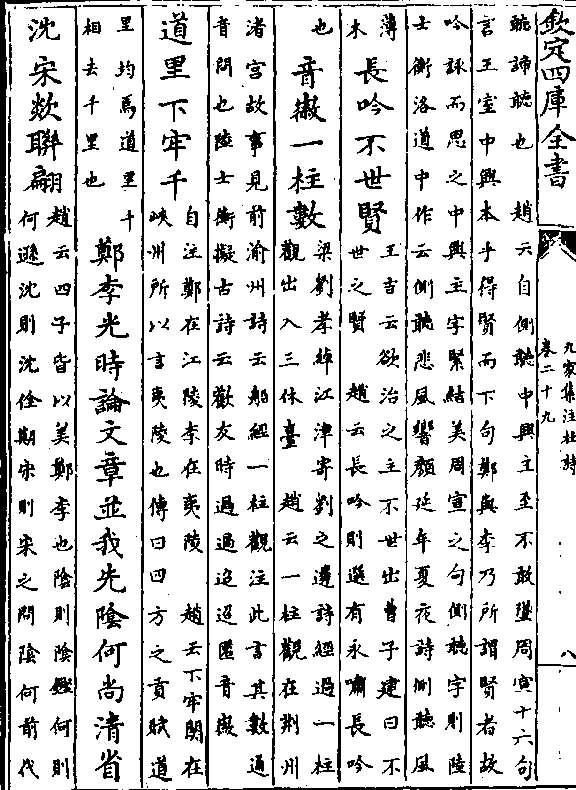 欽定四庫全書
九家集注杜詩
卷二十九
八
聽諦聽也　趙云自側聽中興主至不敢墜周宣十六句
言王室中興本乎得賢而下句鄭與李乃所謂賢者故
吟詠而思之中興主字緊結美周宣之句側聽字則陸
士衡洛道中作云側聽悲風響顔延年夏夜詩側聽風
薄
木
長吟不世賢
王吉云欲治之主不世出曹子建曰不
世之賢　趙云長吟則選有永嘯長吟
也
音徽一柱數
梁劉孝綽江津寄劉之遴詩經過一柱
觀出入三休臺　趙云一柱觀在荆州
渚宫故事見前渝州詩云船經一柱觀注此言其數通
音問也陸士衡擬古詩云歡友時過過迢迢匿音徽
道里下牢千
自注鄭在江陵李在夷陵　趙云下牢關在
峽州所以言夷陵也傳曰四方之貢賦道
里均焉道里千
相去千里也
鄭李光時論文章並我先陰何尚清省
沈宋欻聯翩
趙云四子皆以美鄭李也陰則陰鏗何則
何遜沈則沈佺期宋則宋之問陰何前代